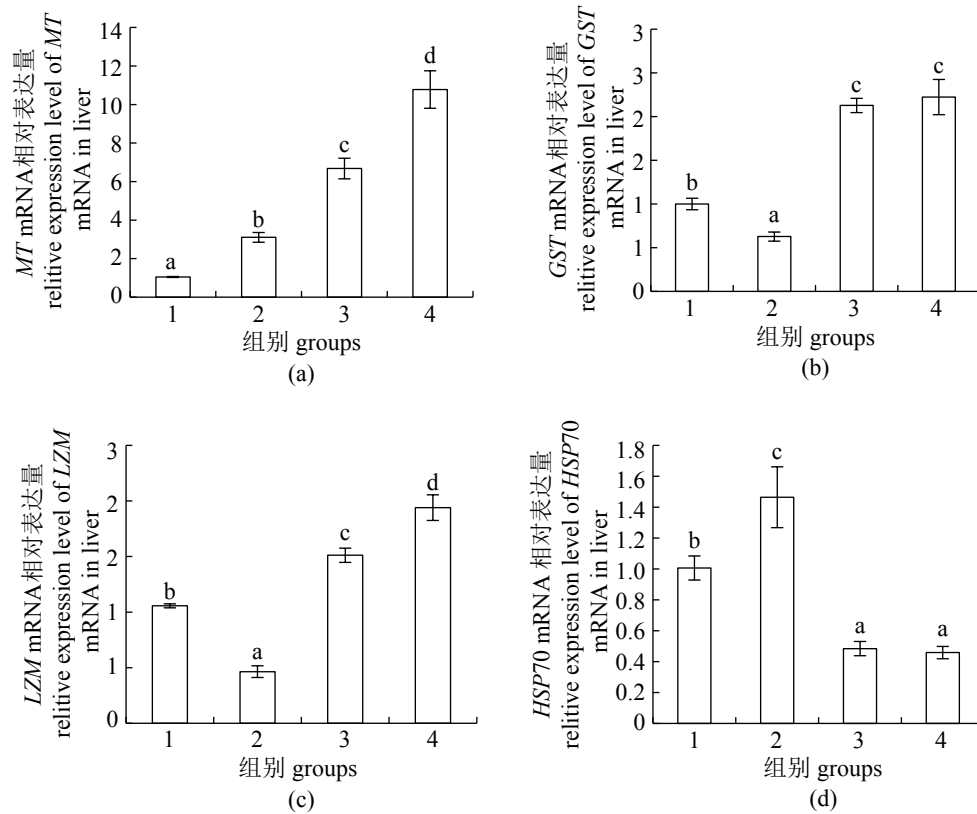 MT mRNA相对表达量
relitive expression level of MT
mRNA in liver
14
12
10
8
6
4
2
0
a
b
c
d
1 2 3 4
组别 groups
(a)
GST mRNA相对表达量
relitive expression level of GST
mRNA in liver
3
3
2
2
1
1
0
b
a
c
c
1 2 3 4
组别 groups
(b)
LZM mRNA相对表达量
relitive expression level of LZM
mRNA in liver
3
2
2
1
1
0
b
a
c
d
1 2 3 4
组别 groups
(c)
HSP70 mRNA 相对表达量
relitive expression level of HSP70
mRNA in liver
1.8
1.6
1.4
1.2
1.0
0.8
0.6
0.4
0.2
0
b
c
a
a
1 2 3 4
组别 groups
(d)